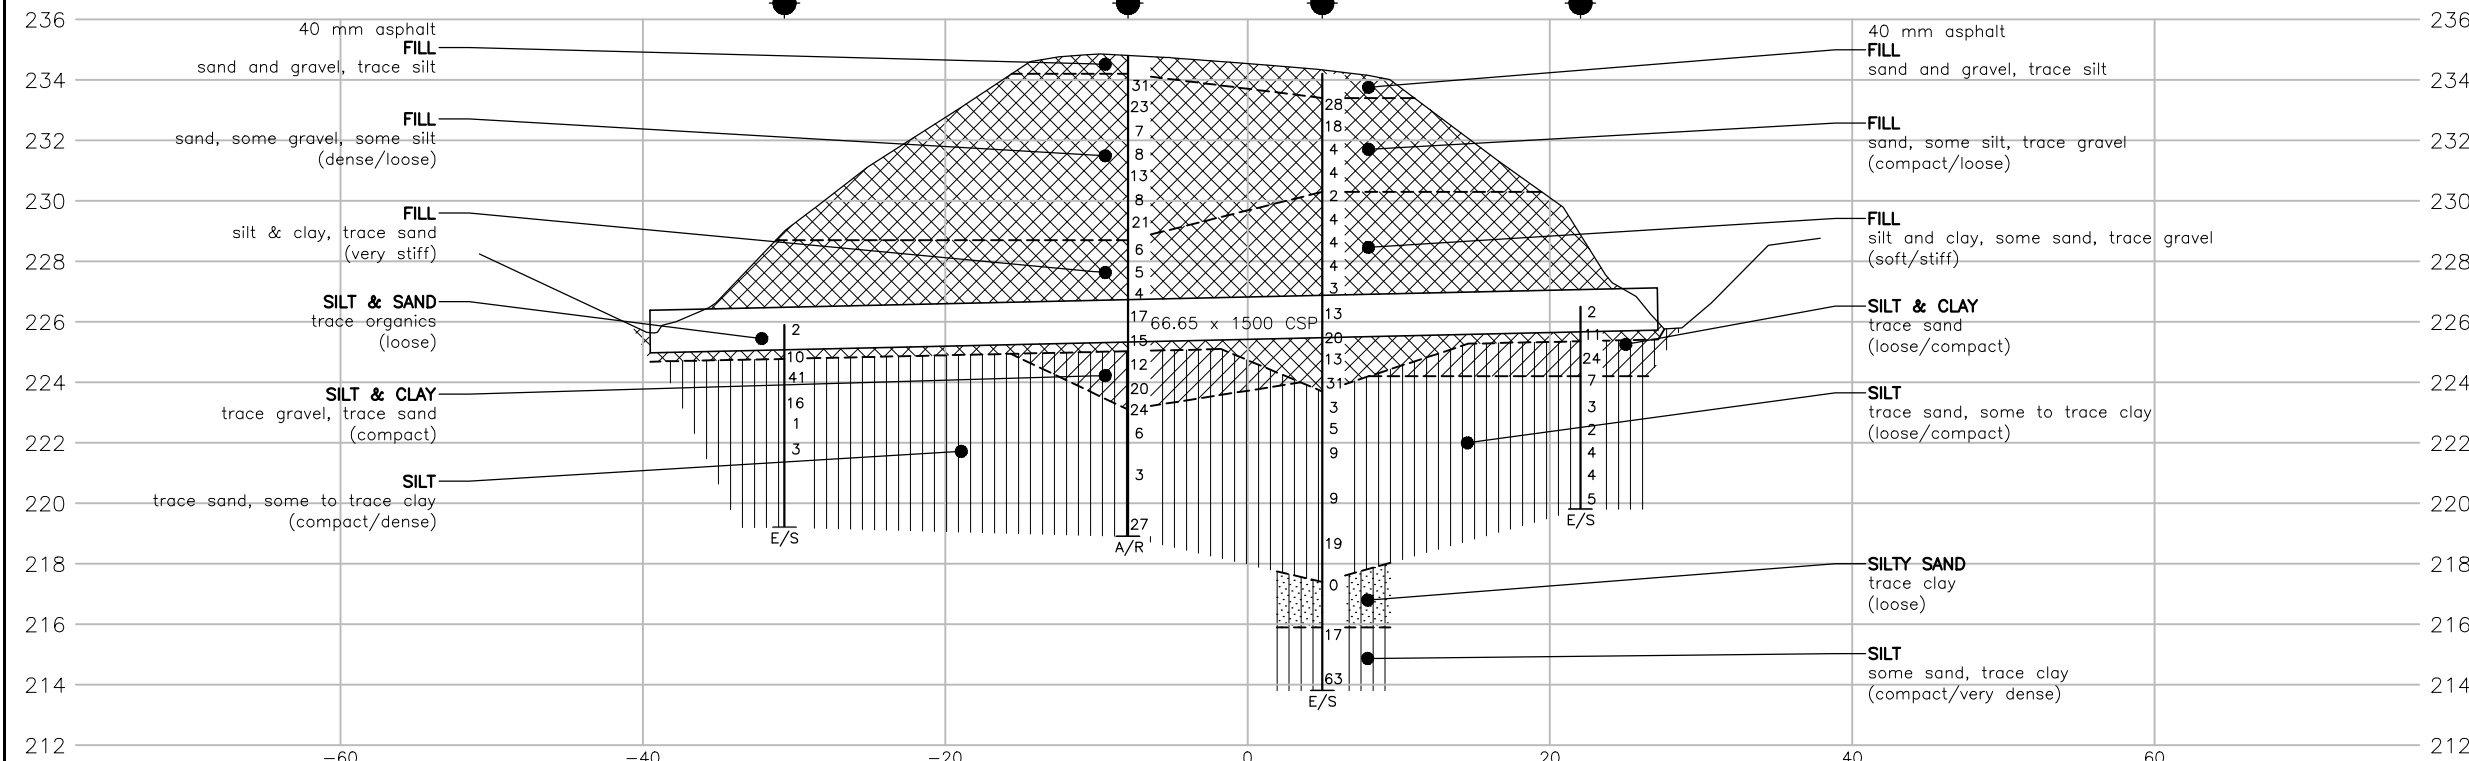 236
234
232
230
228
226
224
222
220
218
216
214
212
40 mm asphalt
FILL
sand and gravel, trace silt
FILL
sand, some gravel, some silt
(dense/loose)
FILL
silt & clay, trace sand
(very stiff)
SILT & SAND
trace organics
(loose)
SILT & CLAY
trace gravel, trace sand
(compact)
SILT
trace sand, some to trace clay
(compact/dense)
2
10
41
16
1
3
E/S
31
23
7
8
13
8
21
6
5
4
17
15
12
20
24
6
3
27
A/R
66.65 x 1500 CSP
28
18
4
4
2
4
4
4
3
13
20
13
31
3
5
9
9
19
0
17
63
E/S
2
11
24
7
3
2
4
4
5
E/S
40 mm asphalt
FILL
sand and gravel, trace silt
FILL
sand, some silt, trace gravel
(compact/loose)
FILL
silt and clay, some sand, trace gravel
(soft/stiff)
SILT & CLAY
trace sand
(loose/compact)
SILT
trace sand, some to trace clay
(loose/compact)
SILTY SAND
trace clay
(loose)
SILT
some sand, trace clay
(compact/very dense)
236
234
232
230
228
226
224
222
220
218
216
214
212
-60
-40
-20
0
20
40
60